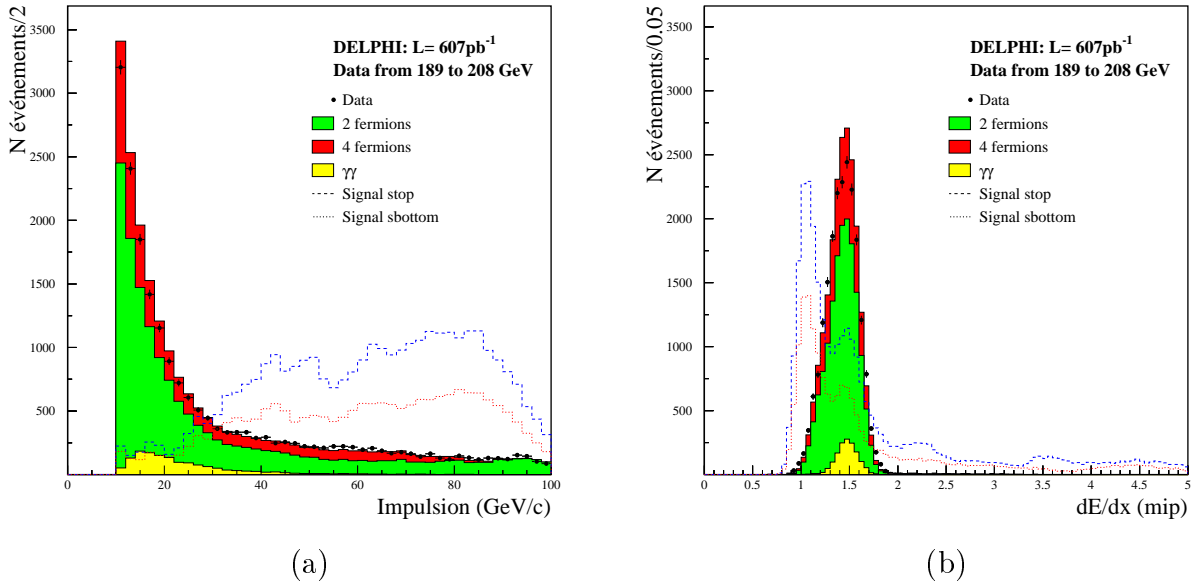 N événements/2
3500
3000
2500
2000
1500
1000
500
DELPHI: L= 607pb⁻¹
Data from 189 to 208 GeV
Data
2 fermions
4 fermions
γγ
Signal stop
Signal sbottom
0 20 40 60 80 100
Impulsion (GeV/c)
(a)
N événements/0.05
3500
3000
2500
2000
1500
1000
500
DELPHI: L= 607pb⁻¹
Data from 189 to 208 GeV
Data
2 fermions
4 fermions
γγ
Signal stop
Signal sbottom
0 0.5 1 1.5 2 2.5 3 3.5 4 4.5 5
dE/dx (mip)
(b)